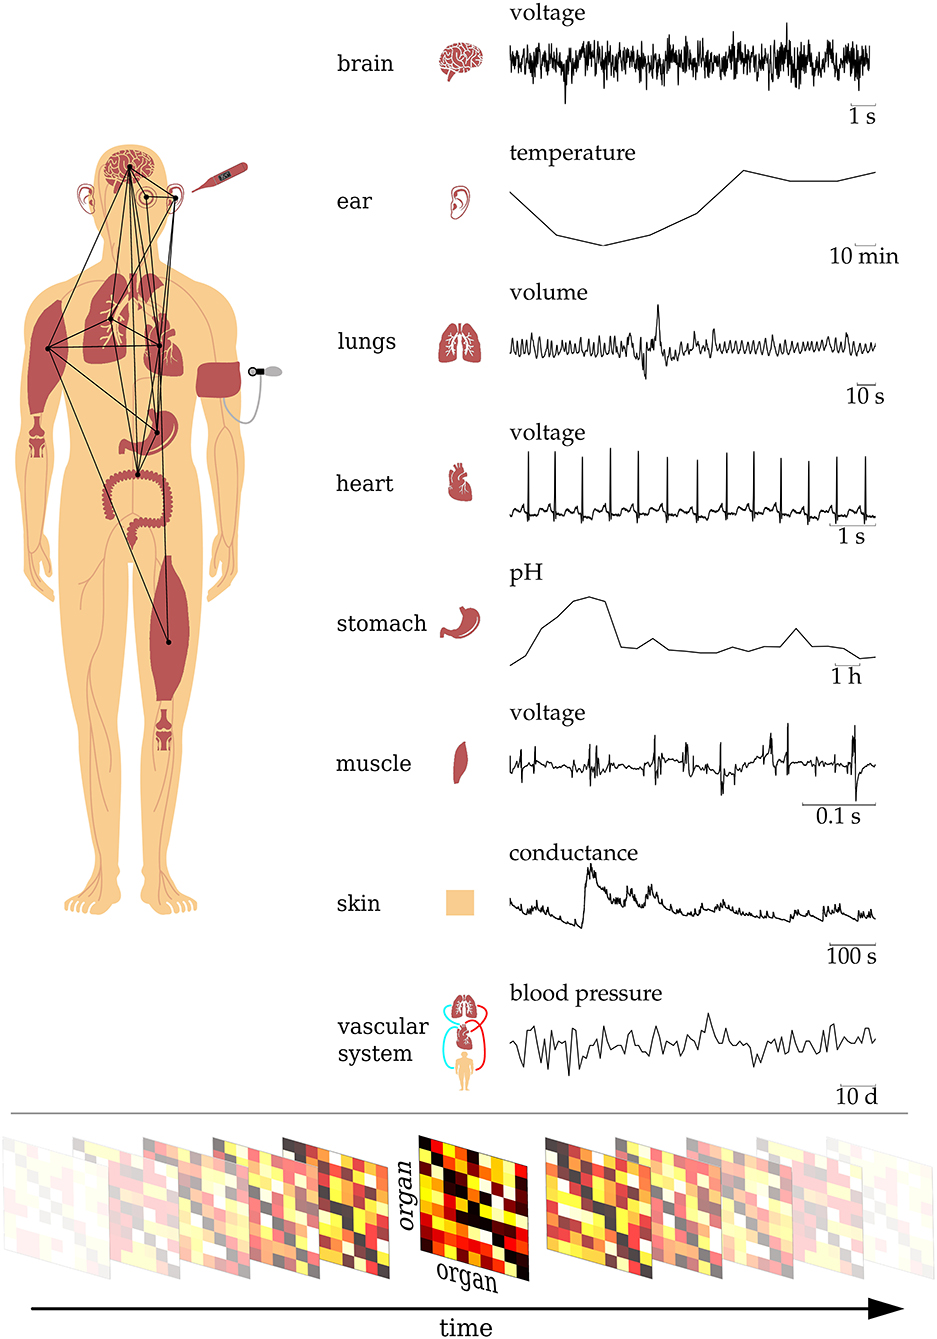 voltage
brain
1 s
temperature
ear
10 min
volume
lungs
10 s
voltage
heart
1 s
pH
stomach
1 h
voltage
muscle
0.1 s
conductance
skin
100 s
blood pressure
vascular
system
10 d
organ
organ
time